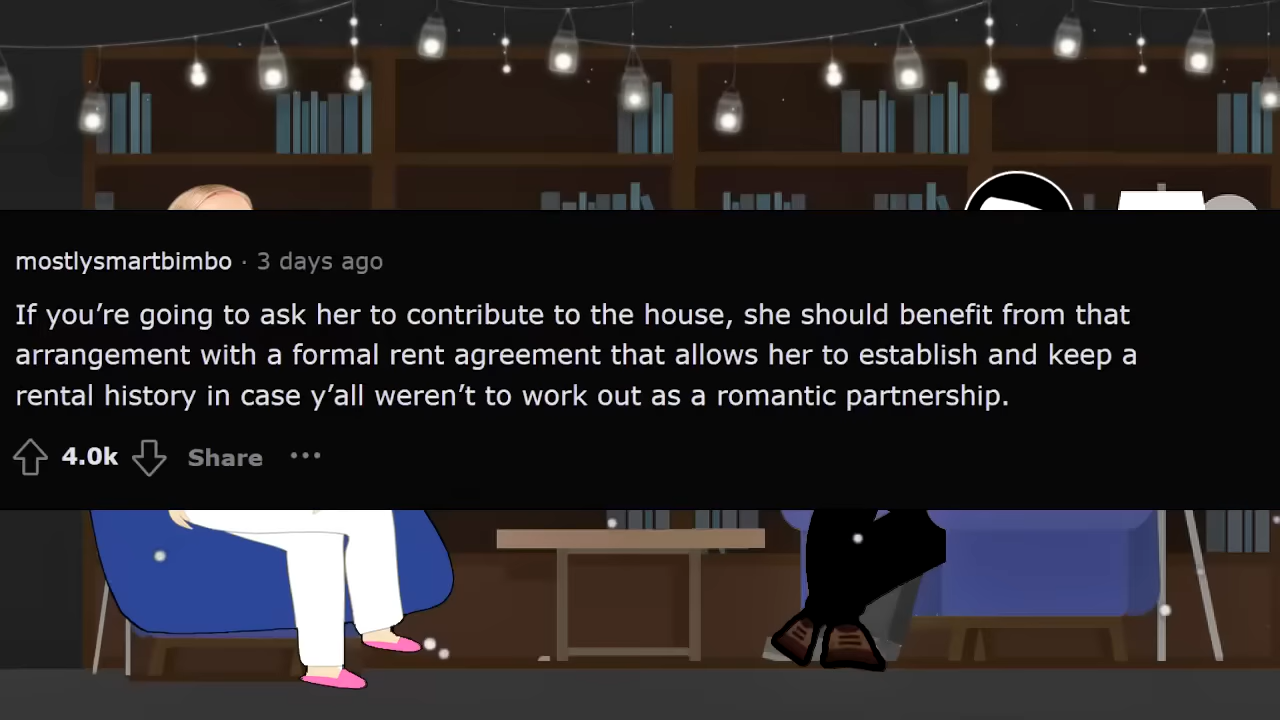 mostlysmartbimbo · 3 days ago
If you’re going to ask her to contribute to the house, she should benefit from that
arrangement with a formal rent agreement that allows her to establish and keep a
rental history in case y’all weren’t to work out as a romantic partnership.
4.0k Share ···